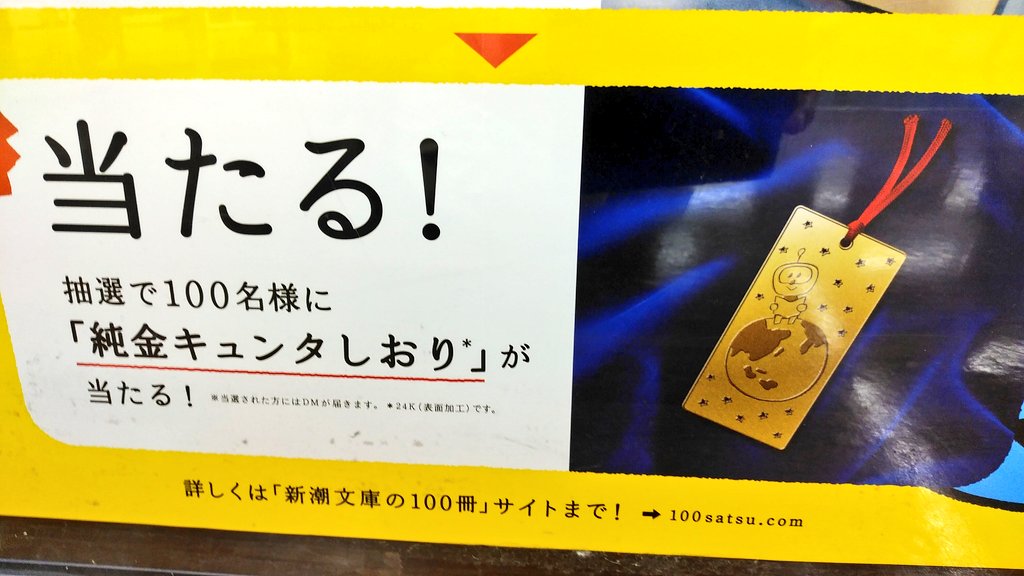 当たる!
抽選で100名様に
「純金キュンタしおり*」が
当たる! ※当選された方にはDMが届きます。 *24K(表面加工)です。
詳しくは「新潮文庫の100冊」サイトまで! ➞ 100satsu.com